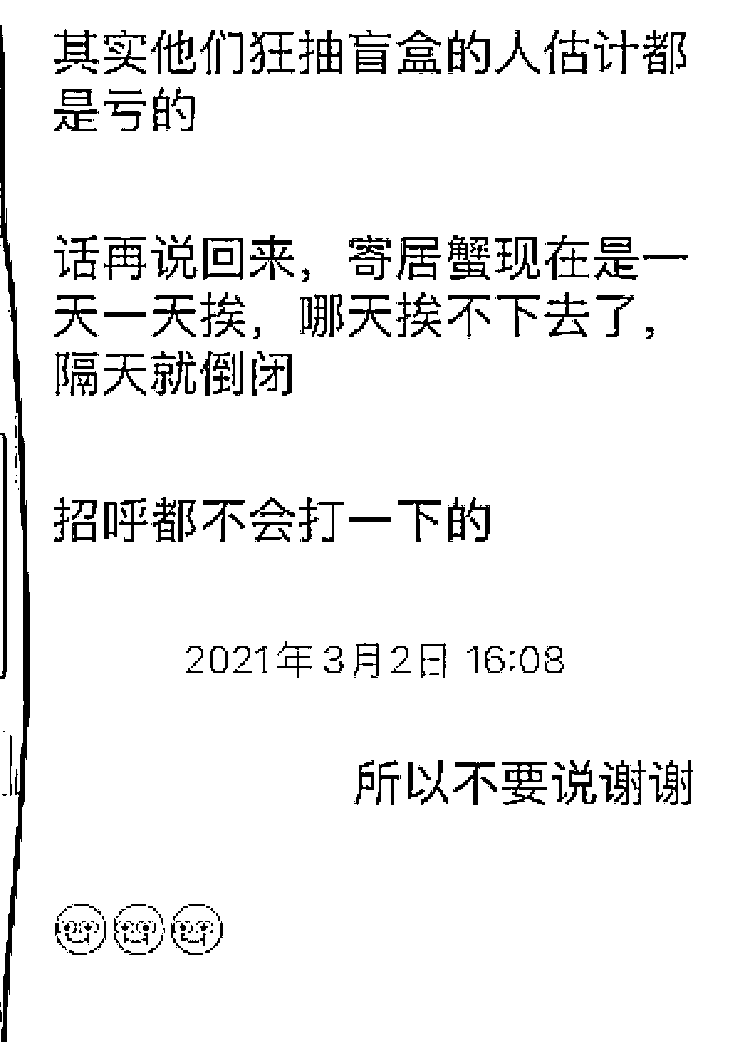 其实他们狂抽盲盒的人估计都
是亏的
话再说回来，寄居蟹现在是一
天一天挨，哪天挨不下去了，
隔天就倒闭
招呼都不会打一下的
2021年3月2日 16:08
所以不要说谢谢